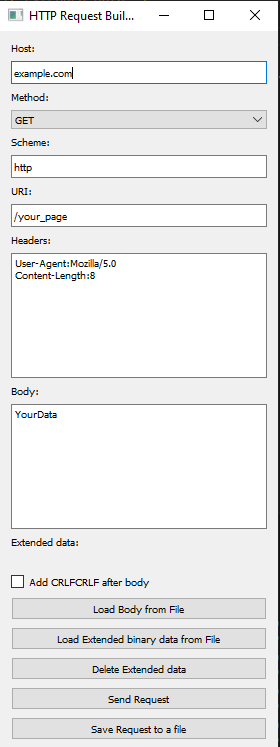 HTTP Request Buil...
Host:
example.com
Method:
GET
Scheme:
http
URI:
/your_page
Headers:
User-Agent:Mozilla/5.0
Content-Length:8
Body:
YourData
Extended data:
Add CRLFCRLF after body
Load Body from File
Load Extended binary data from File
Delete Extended data
Send Request
Save Request to a file